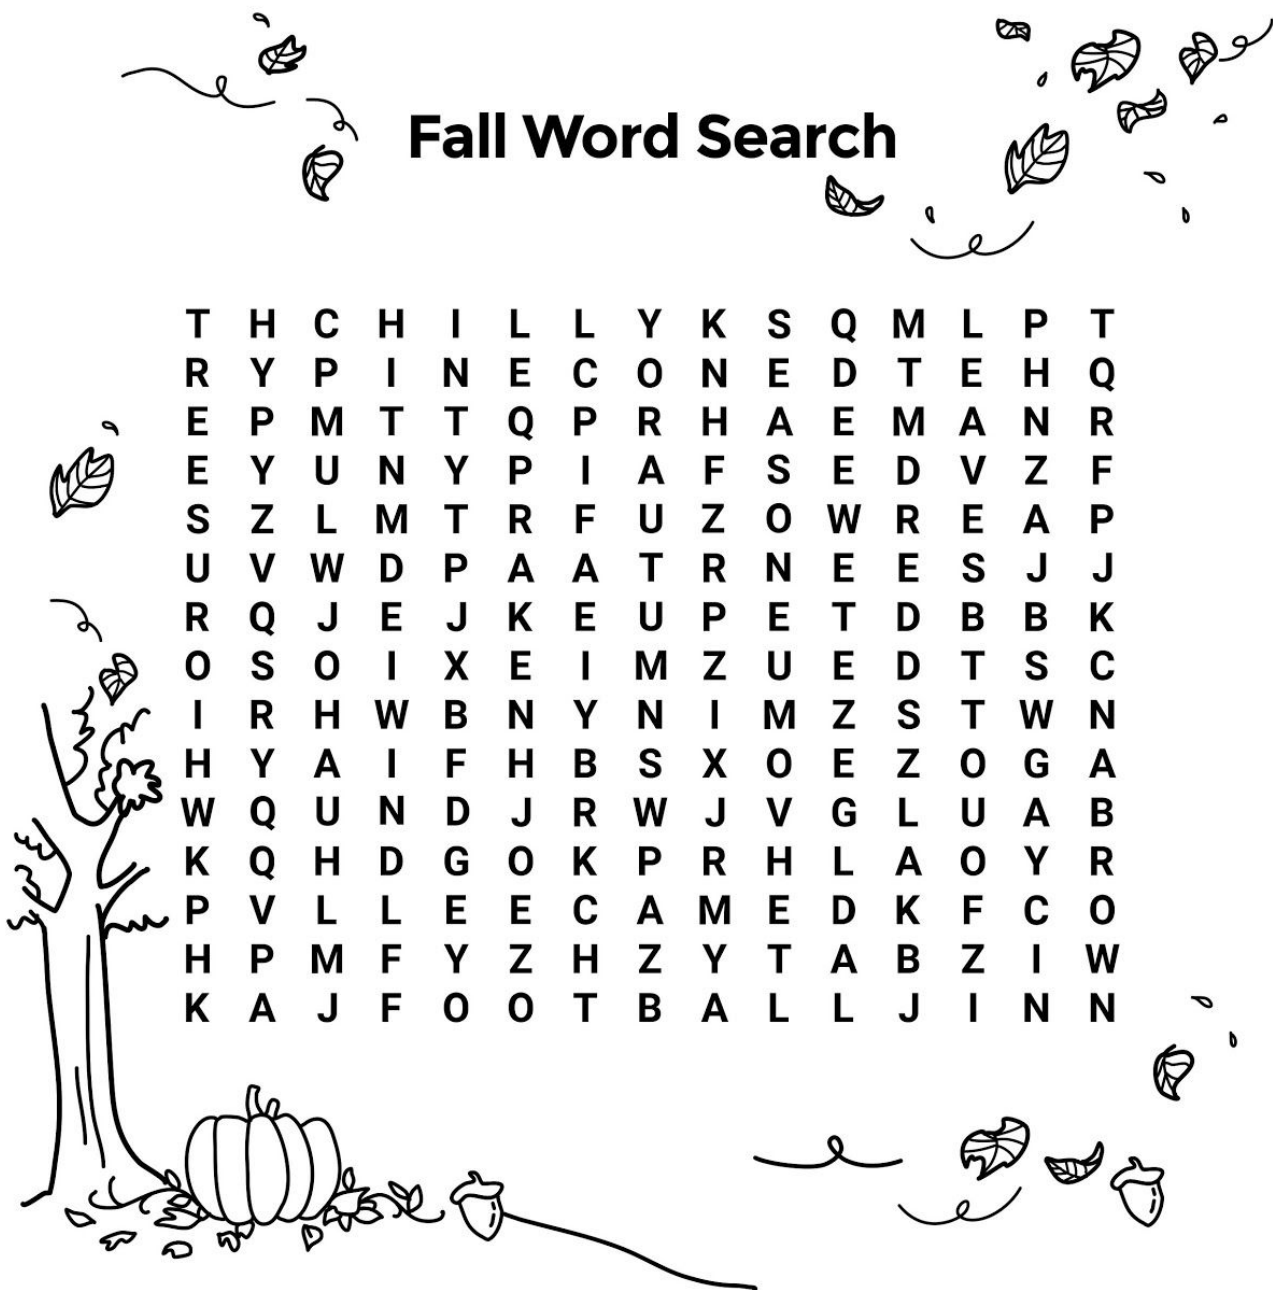 Fall Word Search
T H C H I L L Y K S Q M L P T
R Y P I N E C O N E D T E H Q
E P M T T Q P R H A E M A N R
E Y U N Y P I A F S E D V Z F
S Z L M T R F U Z O W R E A P
U V W D P A A T R N E E S J J
R Q J E J K E U P E T D B B K
O S O I X E I M Z U E D T S C
I R H W B N Y N I M Z S T W N
H Y A I F H B S X O E Z O G A
W Q U N D J R W J V G L U A B
K Q H D G O K P R H L A O Y R
P V L L E E C A M E D K F C O
H P M F Y Z H Z Y T A B Z I W
K A J F O O T B A L L J I N N